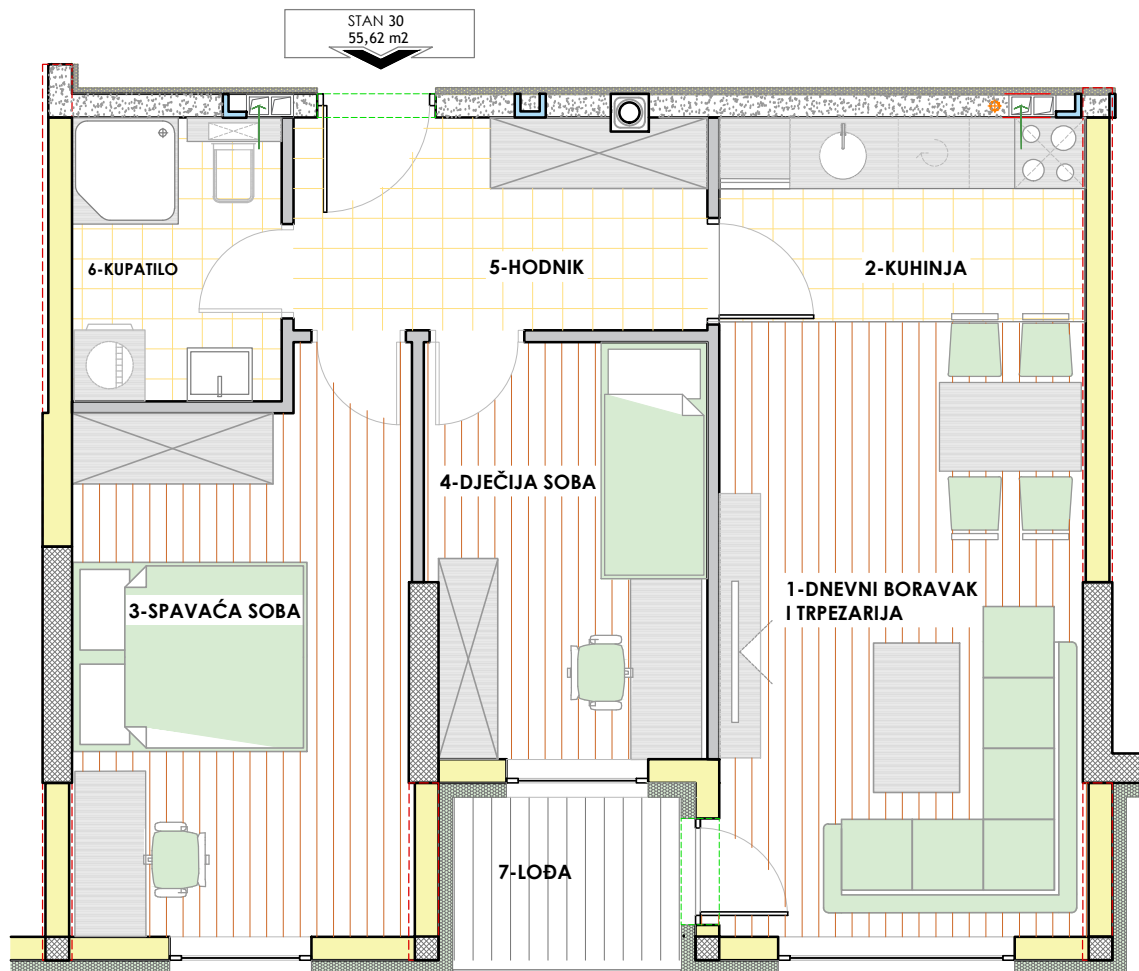 STAN 30
55,62 m2
6-KUPATILO
5-HODNIK
2-KUHINJA
4-DJEČIJA SOBA
3-SPAVAĆA SOBA
1-DNEVNI BORAVAK
I TRPEZARIJA
7-LOĐA